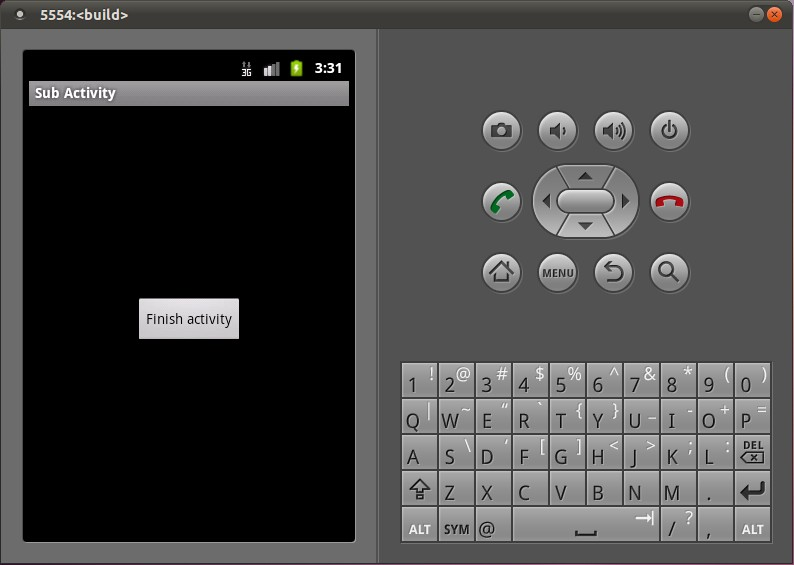 5554:<build>
3G 3:31
Sub Activity
Finish activity
MENU
1 ! 2 @ 3 # 4 $ 5 % 6 ^ 7 & 8 * 9 ( 0 )
Q | W ~ E “ R ` T { Y } U _ I - O + P =
A S \ D ‘ F [ G ] H < J > K ; L : DEL
Z X C V B N M .
ALT SYM @ / ? , ALT